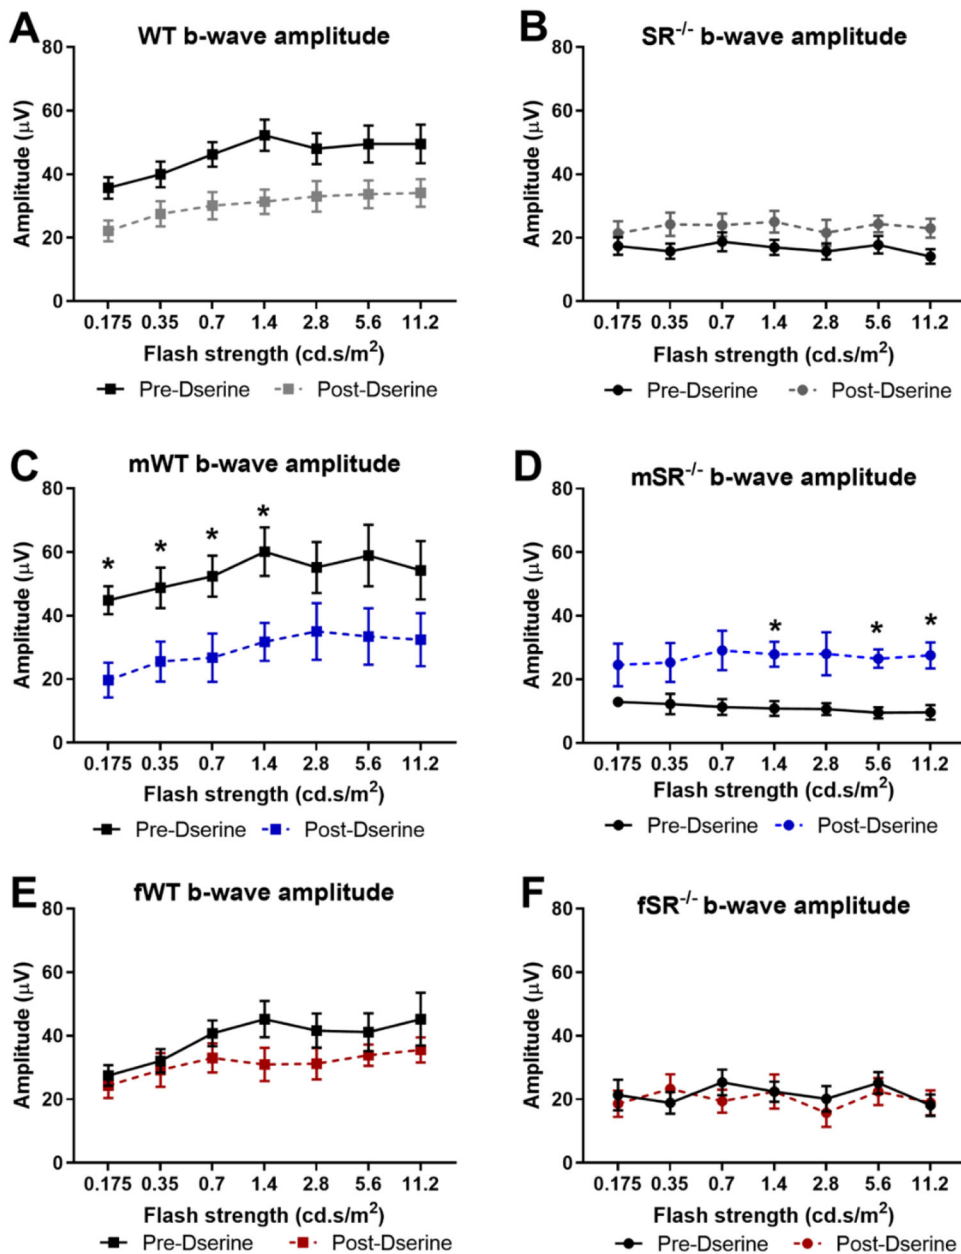 A
WT b-wave amplitude
Amplitude (μV)
80
60
40
20
0
0.175 0.35 0.7 1.4 2.8 5.6 11.2
Flash strength (cd.s/m²)
Pre-Dserine Post-Dserine
B
SR⁻/⁻ b-wave amplitude
Amplitude (μV)
80
60
40
20
0
0.175 0.35 0.7 1.4 2.8 5.6 11.2
Flash strength (cd.s/m²)
Pre-Dserine Post-Dserine
C
mWT b-wave amplitude
Amplitude (μV)
80
60
40
20
0
* * * *
0.175 0.35 0.7 1.4 2.8 5.6 11.2
Flash strength (cd.s/m²)
Pre-Dserine Post-Dserine
D
mSR⁻/⁻ b-wave amplitude
Amplitude (μV)
80
60
40
20
0
* * *
0.175 0.35 0.7 1.4 2.8 5.6 11.2
Flash strength (cd.s/m²)
Pre-Dserine Post-Dserine
E
fWT b-wave amplitude
Amplitude (μV)
80
60
40
20
0
0.175 0.35 0.7 1.4 2.8 5.6 11.2
Flash strength (cd.s/m²)
Pre-Dserine Post-Dserine
F
fSR⁻/⁻ b-wave amplitude
Amplitude (μV)
80
60
40
20
0
0.175 0.35 0.7 1.4 2.8 5.6 11.2
Flash strength (cd.s/m²)
Pre-Dserine Post-Dserine